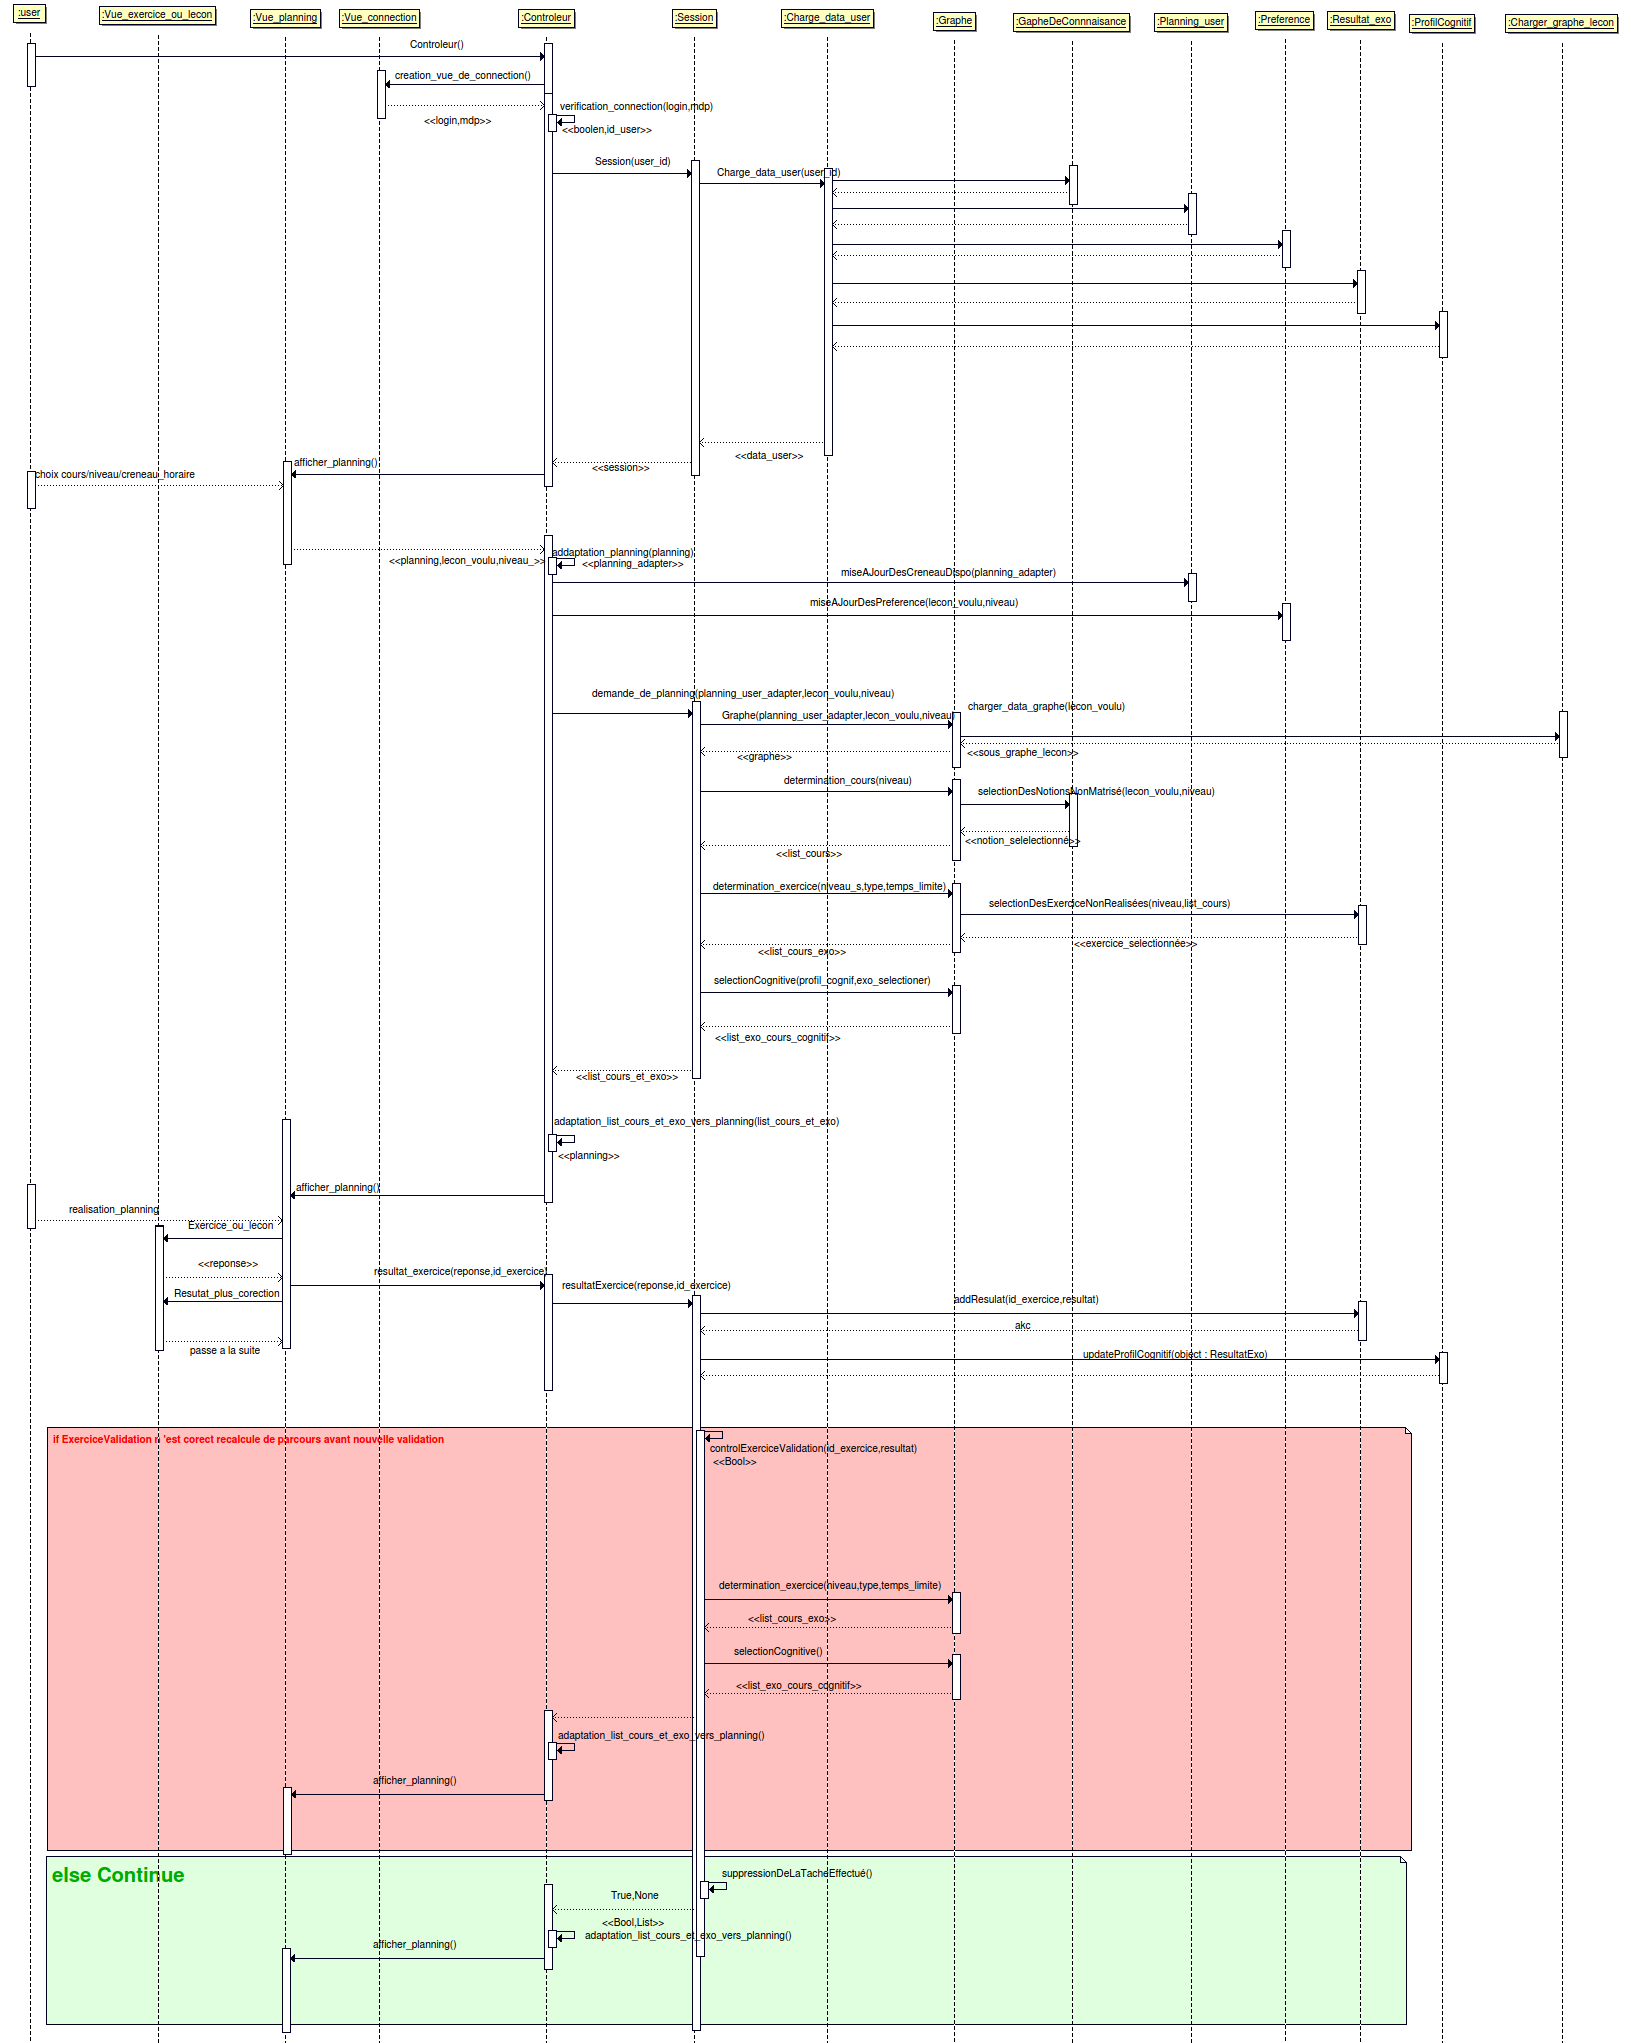 :user
:Vue_exercice_ou_lecon
:Vue_planning
:Vue_connection
:Controleur
:Session
:Charge_data_user
:Graphe
:GapheDeConnnaisance
:Planning_user
:Preference
:Resultat_exo
:ProfilCognitif
:Charger_graphe_lecon
Controleur()
creation_vue_de_connection()
verification_connection(login,mdp)
<<login,mdp>>
<<boolen,id_user>>
Session(user_id)
Charge_data_user(user_id)
<<data_user>>
afficher_planning()
<<session>>
choix cours/niveau/creneau_horaire
addaptation_planning(planning)
<<planning,lecon_voulu,niveau_>>
<<planning_adapter>>
miseAJourDesCreneauDispo(planning_adapter)
miseAJourDesPreference(lecon_voulu,niveau)
demande_de_planning(planning_user_adapter,lecon_voulu,niveau)
charger_data_graphe(lecon_voulu)
Graphe(planning_user_adapter,lecon_voulu,niveau)
<<sous_graphe_lecon>>
<<graphe>>
determination_cours(niveau)
selectionDesNotionsNonMatrisé(lecon_voulu,niveau)
<<notion_selelectionné>>
<<list_cours>>
determination_exercice(niveau_s,type,temps_limite)
selectionDesExerciceNonRealisées(niveau,list_cours)
<<exercice_selectionnée>>
<<list_cours_exo>>
selectionCognitive(profil_cognif,exo_selectioner)
<<list_exo_cours_cognitif>>
<<list_cours_et_exo>>
adaptation_list_cours_et_exo_vers_planning(list_cours_et_exo)
<<planning>>
afficher_planning()
realisation_planning
Exercice_ou_lecon
<<reponse>>
resultat_exercice(reponse,id_exercice)
resultatExercice(reponse,id_exercice)
Resutat_plus_corection
addResulat(id_exercice,resultat)
akc
passe a la suite
updateProfilCognitif(object : ResultatExo)
if ExerciceValidation n 'est corect recalcule de parcours avant nouvelle validation
controlExerciceValidation(id_exercice,resultat)
<<Bool>>
determination_exercice(niveau,type,temps_limite)
<<list_cours_exo>>
selectionCognitive()
<<list_exo_cours_cognitif>>
adaptation_list_cours_et_exo_vers_planning()
afficher_planning()
else Continue
suppressionDeLaTacheEffectué()
True,None
<<Bool,List>>
adaptation_list_cours_et_exo_vers_planning()
afficher_planning()